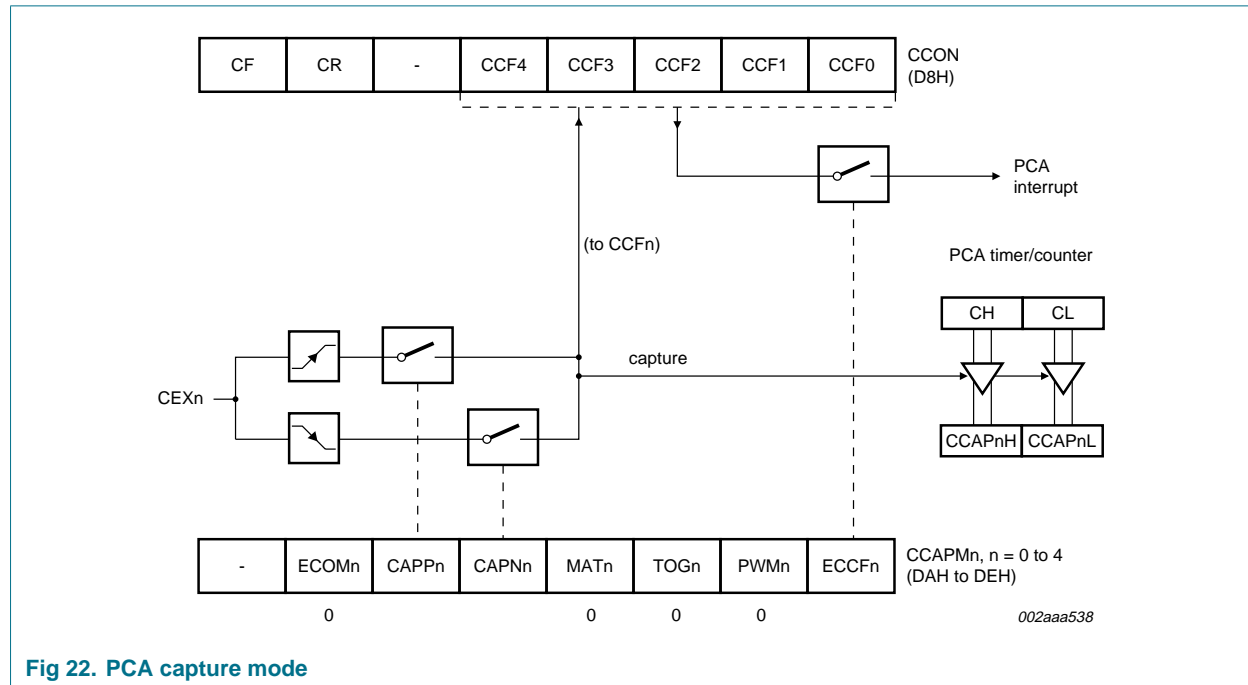 CF CR - CCF4 CCF3 CCF2 CCF1 CCF0
CCON
(D8H)
PCA
interrupt
(to CCFn)
PCA timer/counter
CH CL
capture
CEXn
CCAPnH CCAPnL
- ECOMn CAPPn CAPNn MATn TOGn PWMn ECCFn
CCAPMn, n = 0 to 4
(DAH to DEH)
0 0 0 0
002aaa538
Fig 22. PCA capture mode